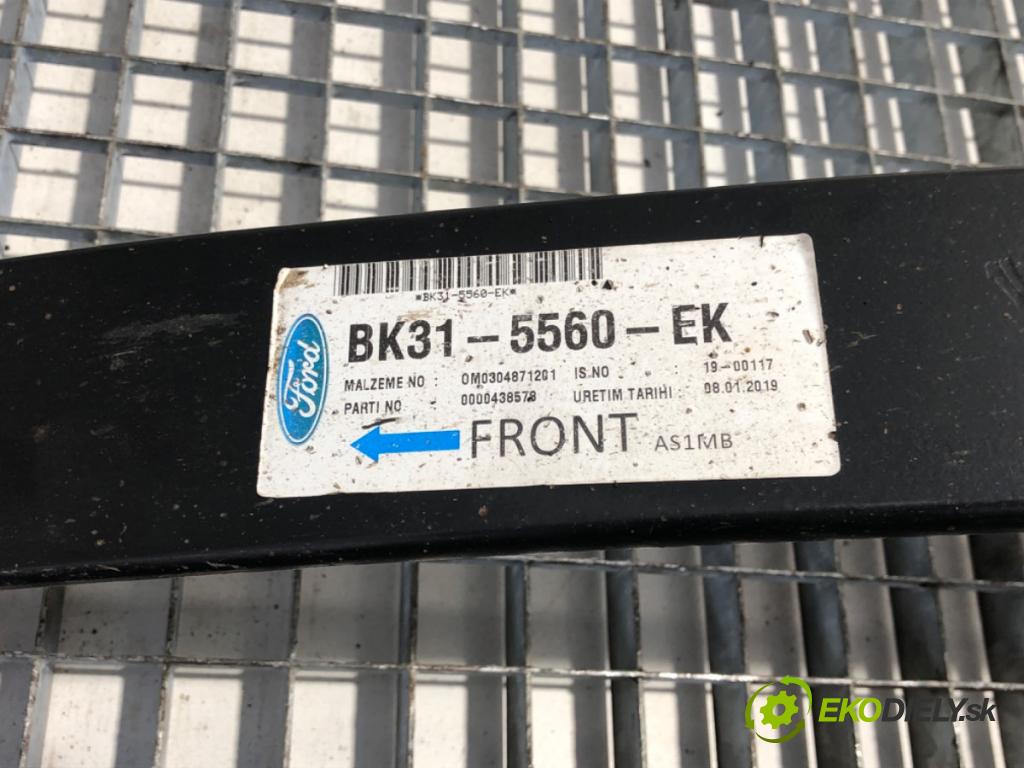 *BK31-5560-EK*
BK31-5560-EK
Ford
MALZEME NO : 0M0304871201 IS.NO : 19-00117
PARTI NO : 0000438578 URETIM TARIHI : 08.01.2019
FRONT AS1MB
EKODIELY.sk